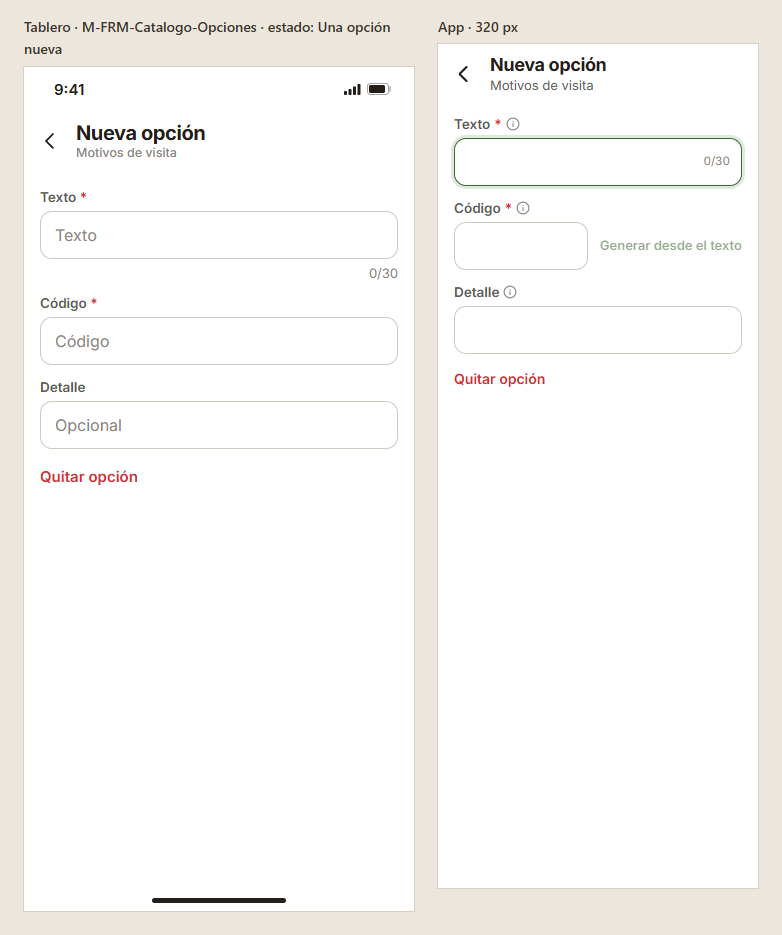 Tablero · M-FRM-Catalogo-Opciones · estado: Una opción
nueva
9:41
Nueva opción
Motivos de visita
Texto *
Texto
0/30
Código *
Código
Detalle
Opcional
Quitar opción
App · 320 px
Nueva opción
Motivos de visita
Texto *
0/30
Código *
Generar desde el texto
Detalle
Quitar opción